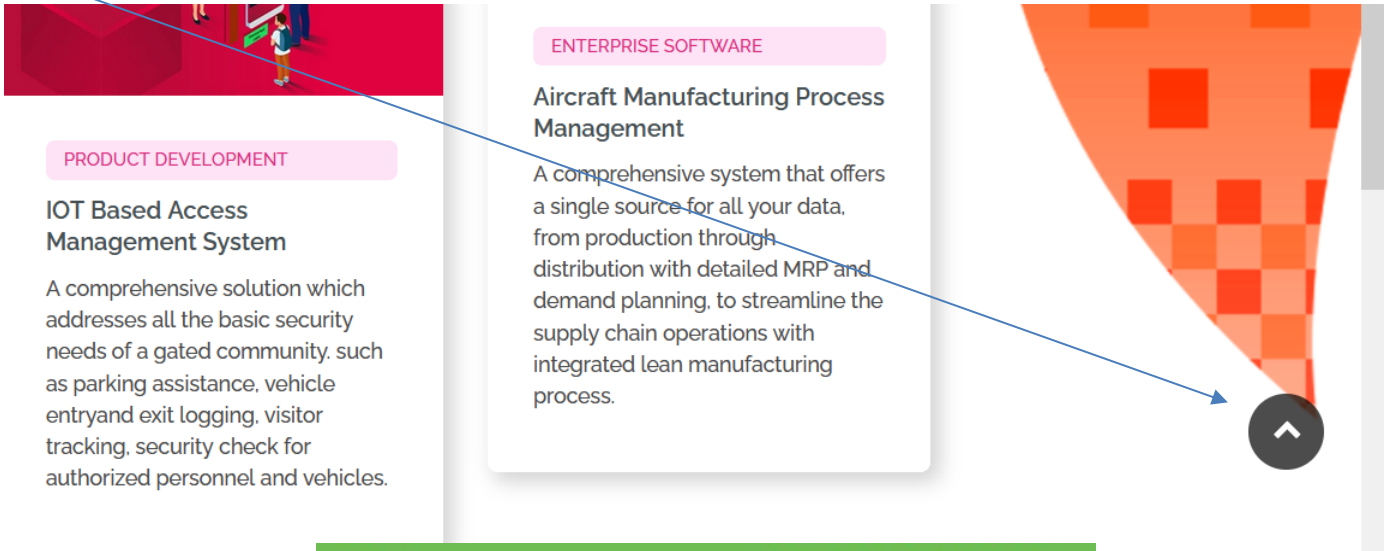 PRODUCT DEVELOPMENT
IOT Based Access
Management System
A comprehensive solution which
addresses all the basic security
needs of a gated community. such
as parking assistance, vehicle
entryand exit logging, visitor
tracking, security check for
authorized personnel and vehicles.
ENTERPRISE SOFTWARE
Aircraft Manufacturing Process
Management
A comprehensive system that offers
a single source for all your data,
from production through
distribution with detailed MRP and
demand planning, to streamline the
supply chain operations with
integrated lean manufacturing
process.